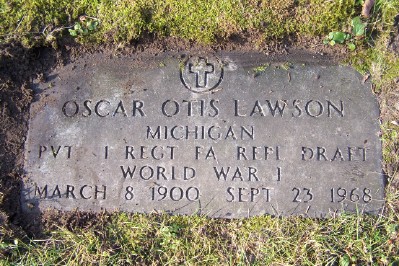 OSCAR OTIS LAWSON
MICHIGAN
PVT 1 REGT FA REPL DRAFT
WORLD WAR I
MARCH 8 1900 SEPT 23 1968